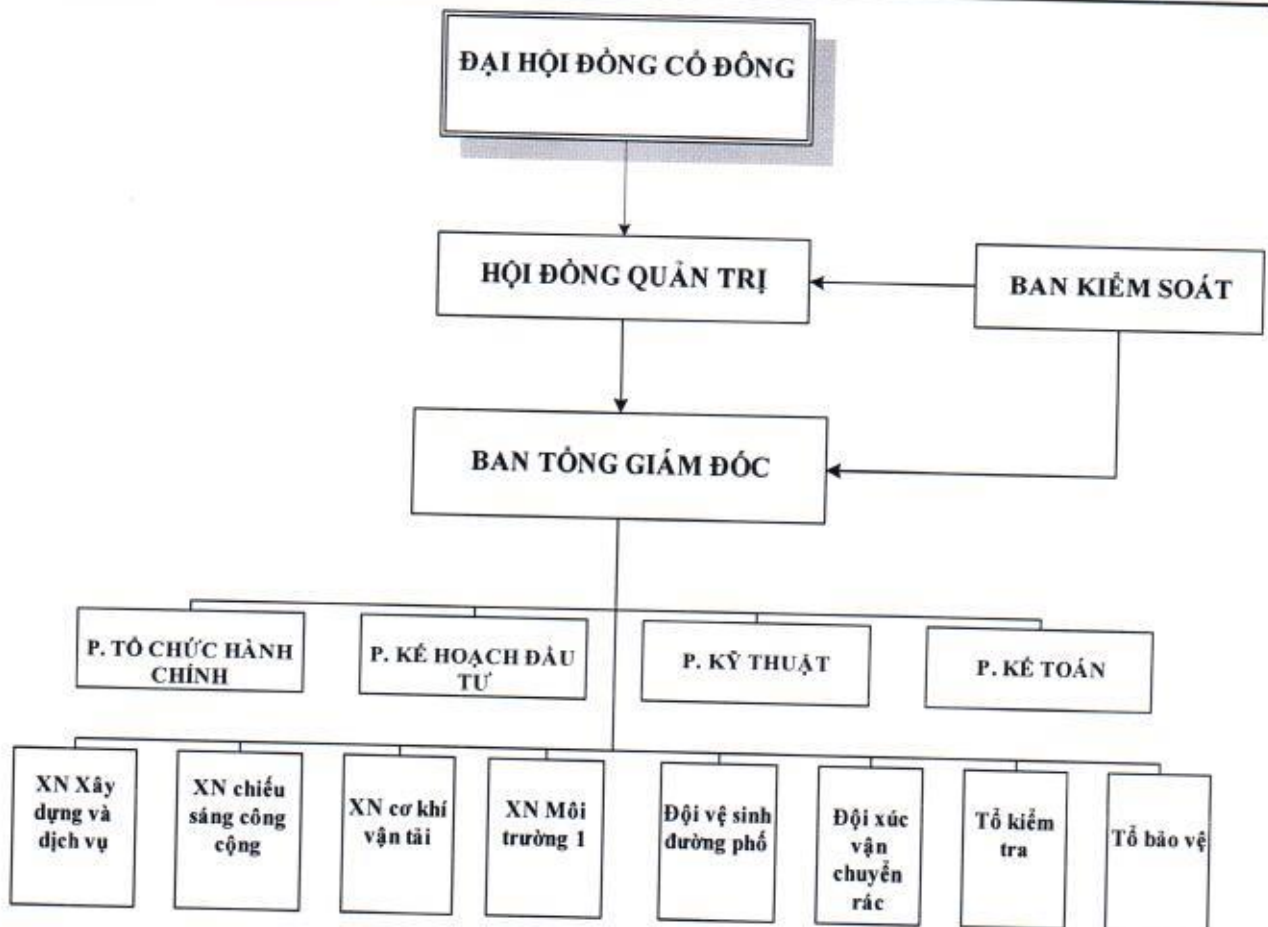 ĐẠI HỘI ĐỒNG CỔ ĐÔNG
HỘI ĐỒNG QUẢN TRỊ
BAN KIỂM SOÁT
BAN TỔNG GIÁM ĐỐC
P. TỔ CHỨC HÀNH
CHÍNH
P. KẾ HOẠCH ĐẦU
TƯ
P. KỸ THUẬT
P. KẾ TOÁN
XN Xây
dựng và
dịch vụ
XN chiếu
sáng công
cộng
XN cơ khí
vận tải
XN Môi
trường 1
Đội vệ sinh
đường phố
Đội xúc
vận
chuyển
rác
Tổ kiểm
tra
Tổ bảo vệ